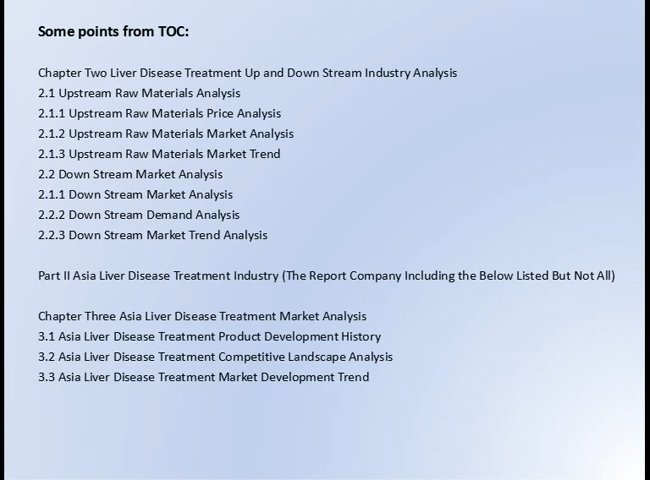 Some points from TOC:
Chapter Two Liver Disease Treatment Up and Down Stream Industry Analysis
2.1 Upstream Raw Materials Analysis
2.1.1 Upstream Raw Materials Price Analysis
2.1.2 Upstream Raw Materials Market Analysis
2.1.3 Upstream Raw Materials Market Trend
2.2 Down Stream Market Analysis
2.1.1 Down Stream Market Analysis
2.2.2 Down Stream Demand Analysis
2.2.3 Down Stream Market Trend Analysis
Part II Asia Liver Disease Treatment Industry (The Report Company Including the Below Listed But Not All)
Chapter Three Asia Liver Disease Treatment Market Analysis
3.1 Asia Liver Disease Treatment Product Development History
3.2 Asia Liver Disease Treatment Competitive Landscape Analysis
3.3 Asia Liver Disease Treatment Market Development Trend